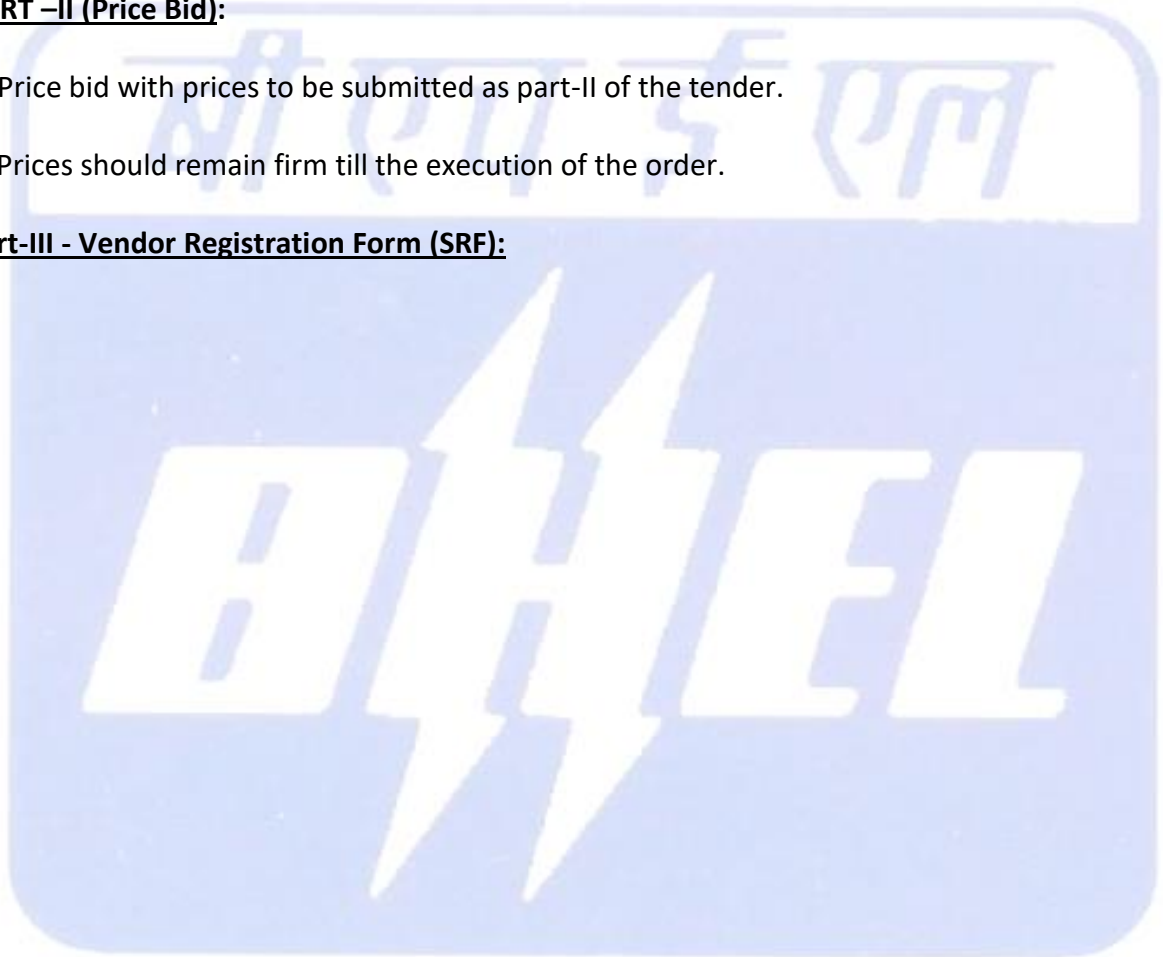 RT –II (Price Bid):
Price bid with prices to be submitted as part-II of the tender.
Prices should remain firm till the execution of the order.
rt-III - Vendor Registration Form (SRF):
बी एच ई एल
BHEL